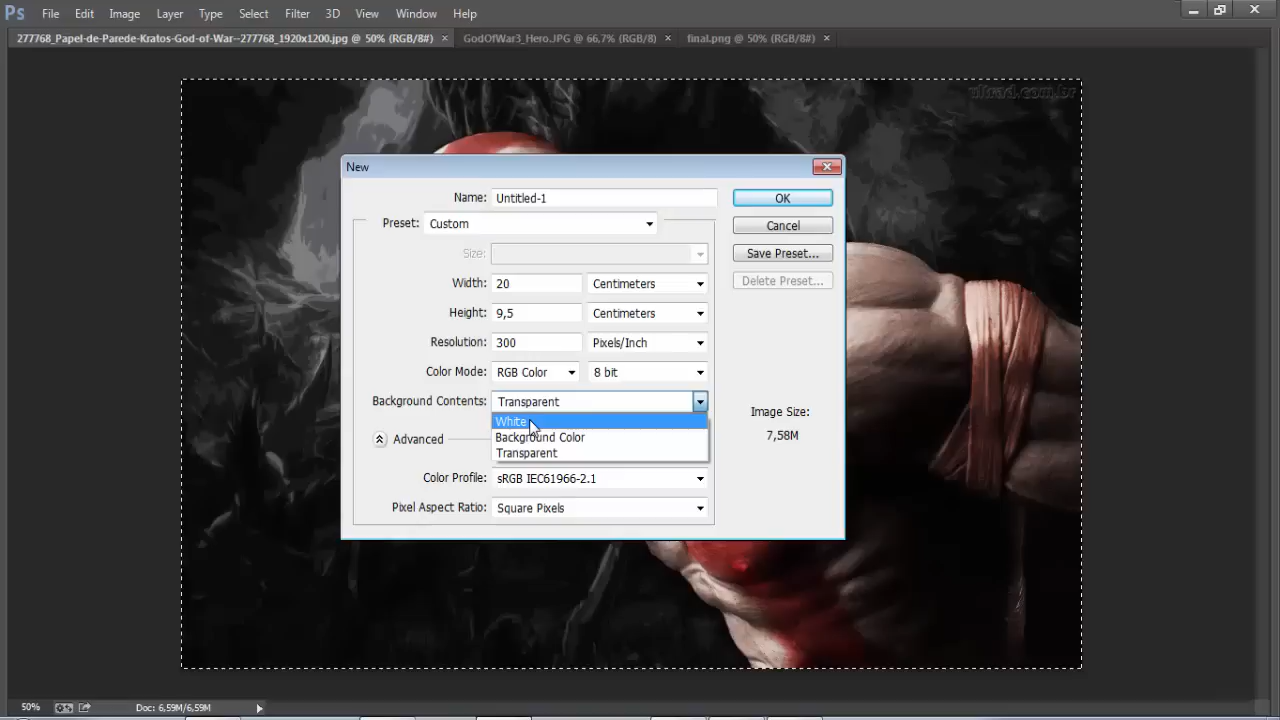 Ps File Edit Image Layer Type Select Filter 3D View Window Help
277768_Papel-de-Parede-Kratos-God-of-War--277768_1920x1200.jpg @ 50% (RGB/8#) × GodOfWar3_Hero.JPG @ 66,7% (RGB/8) × final.png @ 50% (RGB/8#) ×
ultrad.com.br
New
Name: Untitled-1
OK
Preset: Custom
Cancel
Size:
Save Preset...
Width: 20 Centimeters
Delete Preset...
Height: 9,5 Centimeters
Resolution: 300 Pixels/Inch
Color Mode: RGB Color 8 bit
Background Contents: Transparent
Image Size:
White
7,58M
Background Color
Advanced
Transparent
Color Profile: sRGB IEC61966-2.1
Pixel Aspect Ratio: Square Pixels
50% Doc: 6,59M/6,59M